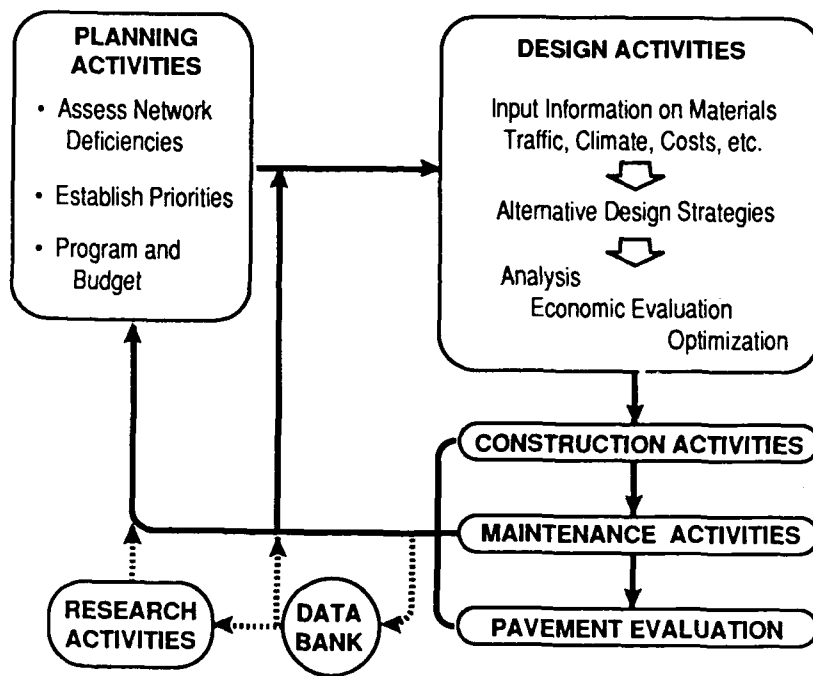 PLANNING
ACTIVITIES
• Assess Network
Deficiencies
• Establish Priorities
• Program and
Budget
DESIGN ACTIVITIES
Input Information on Materials
Traffic, Climate, Costs, etc.
Alternative Design Strategies
Analysis
Economic Evaluation
Optimization
CONSTRUCTION ACTIVITIES
MAINTENANCE ACTIVITIES
PAVEMENT EVALUATION
RESEARCH
ACTIVITIES
DATA
BANK